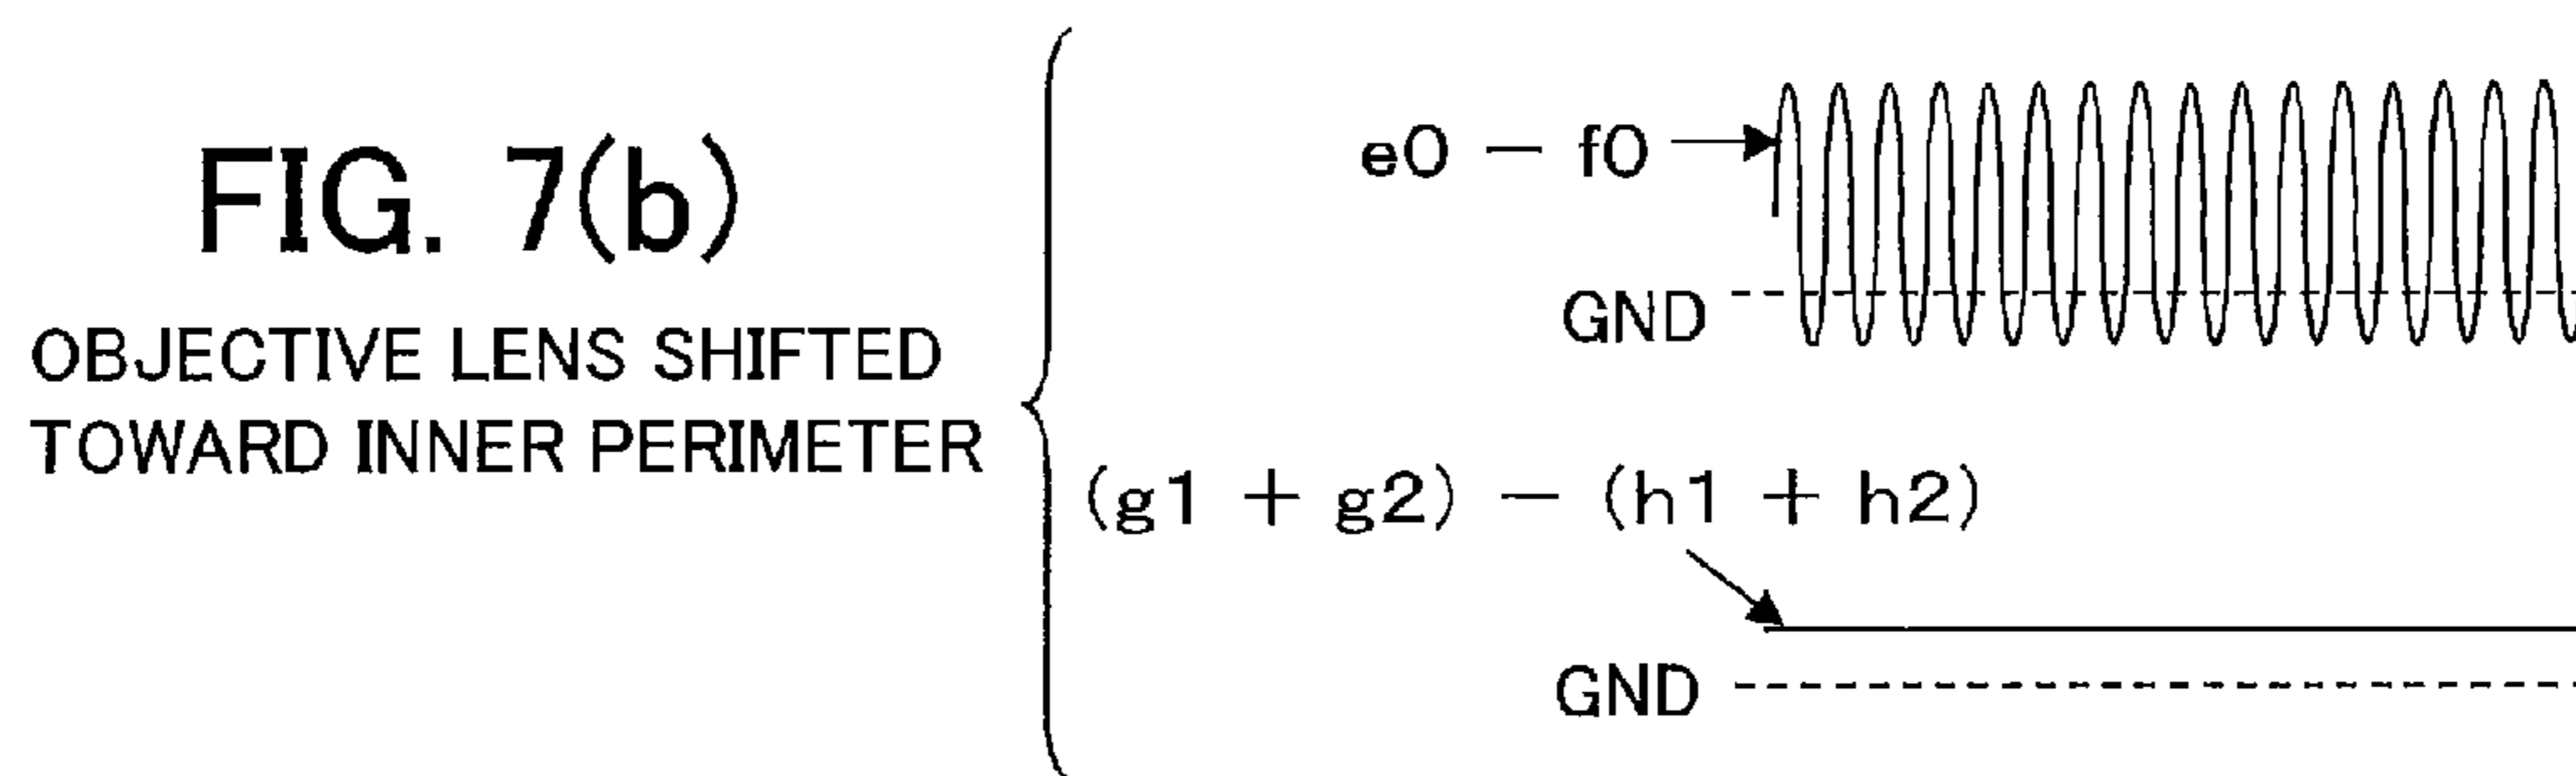 FIG. 7(b)
OBJECTIVE LENS SHIFTED
TOWARD INNER PERIMETER
e0 − f0
GND
(g1 + g2) − (h1 + h2)
GND